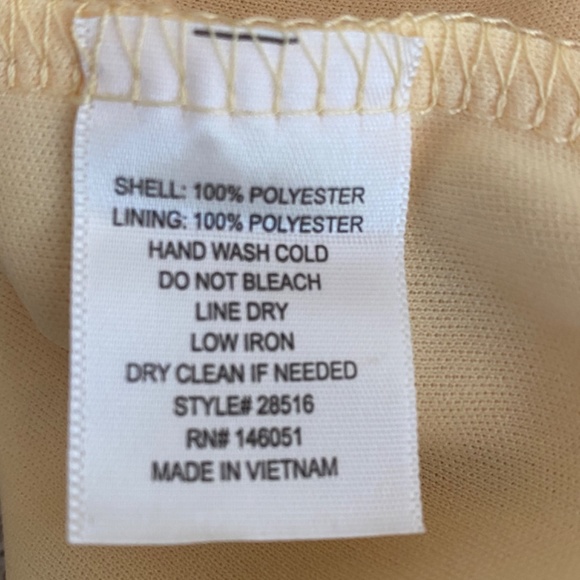 SHELL: 100% POLYESTER
LINING: 100% POLYESTER
HAND WASH COLD
DO NOT BLEACH
LINE DRY
LOW IRON
DRY CLEAN IF NEEDED
STYLE# 28516
RN# 146051
MADE IN VIETNAM